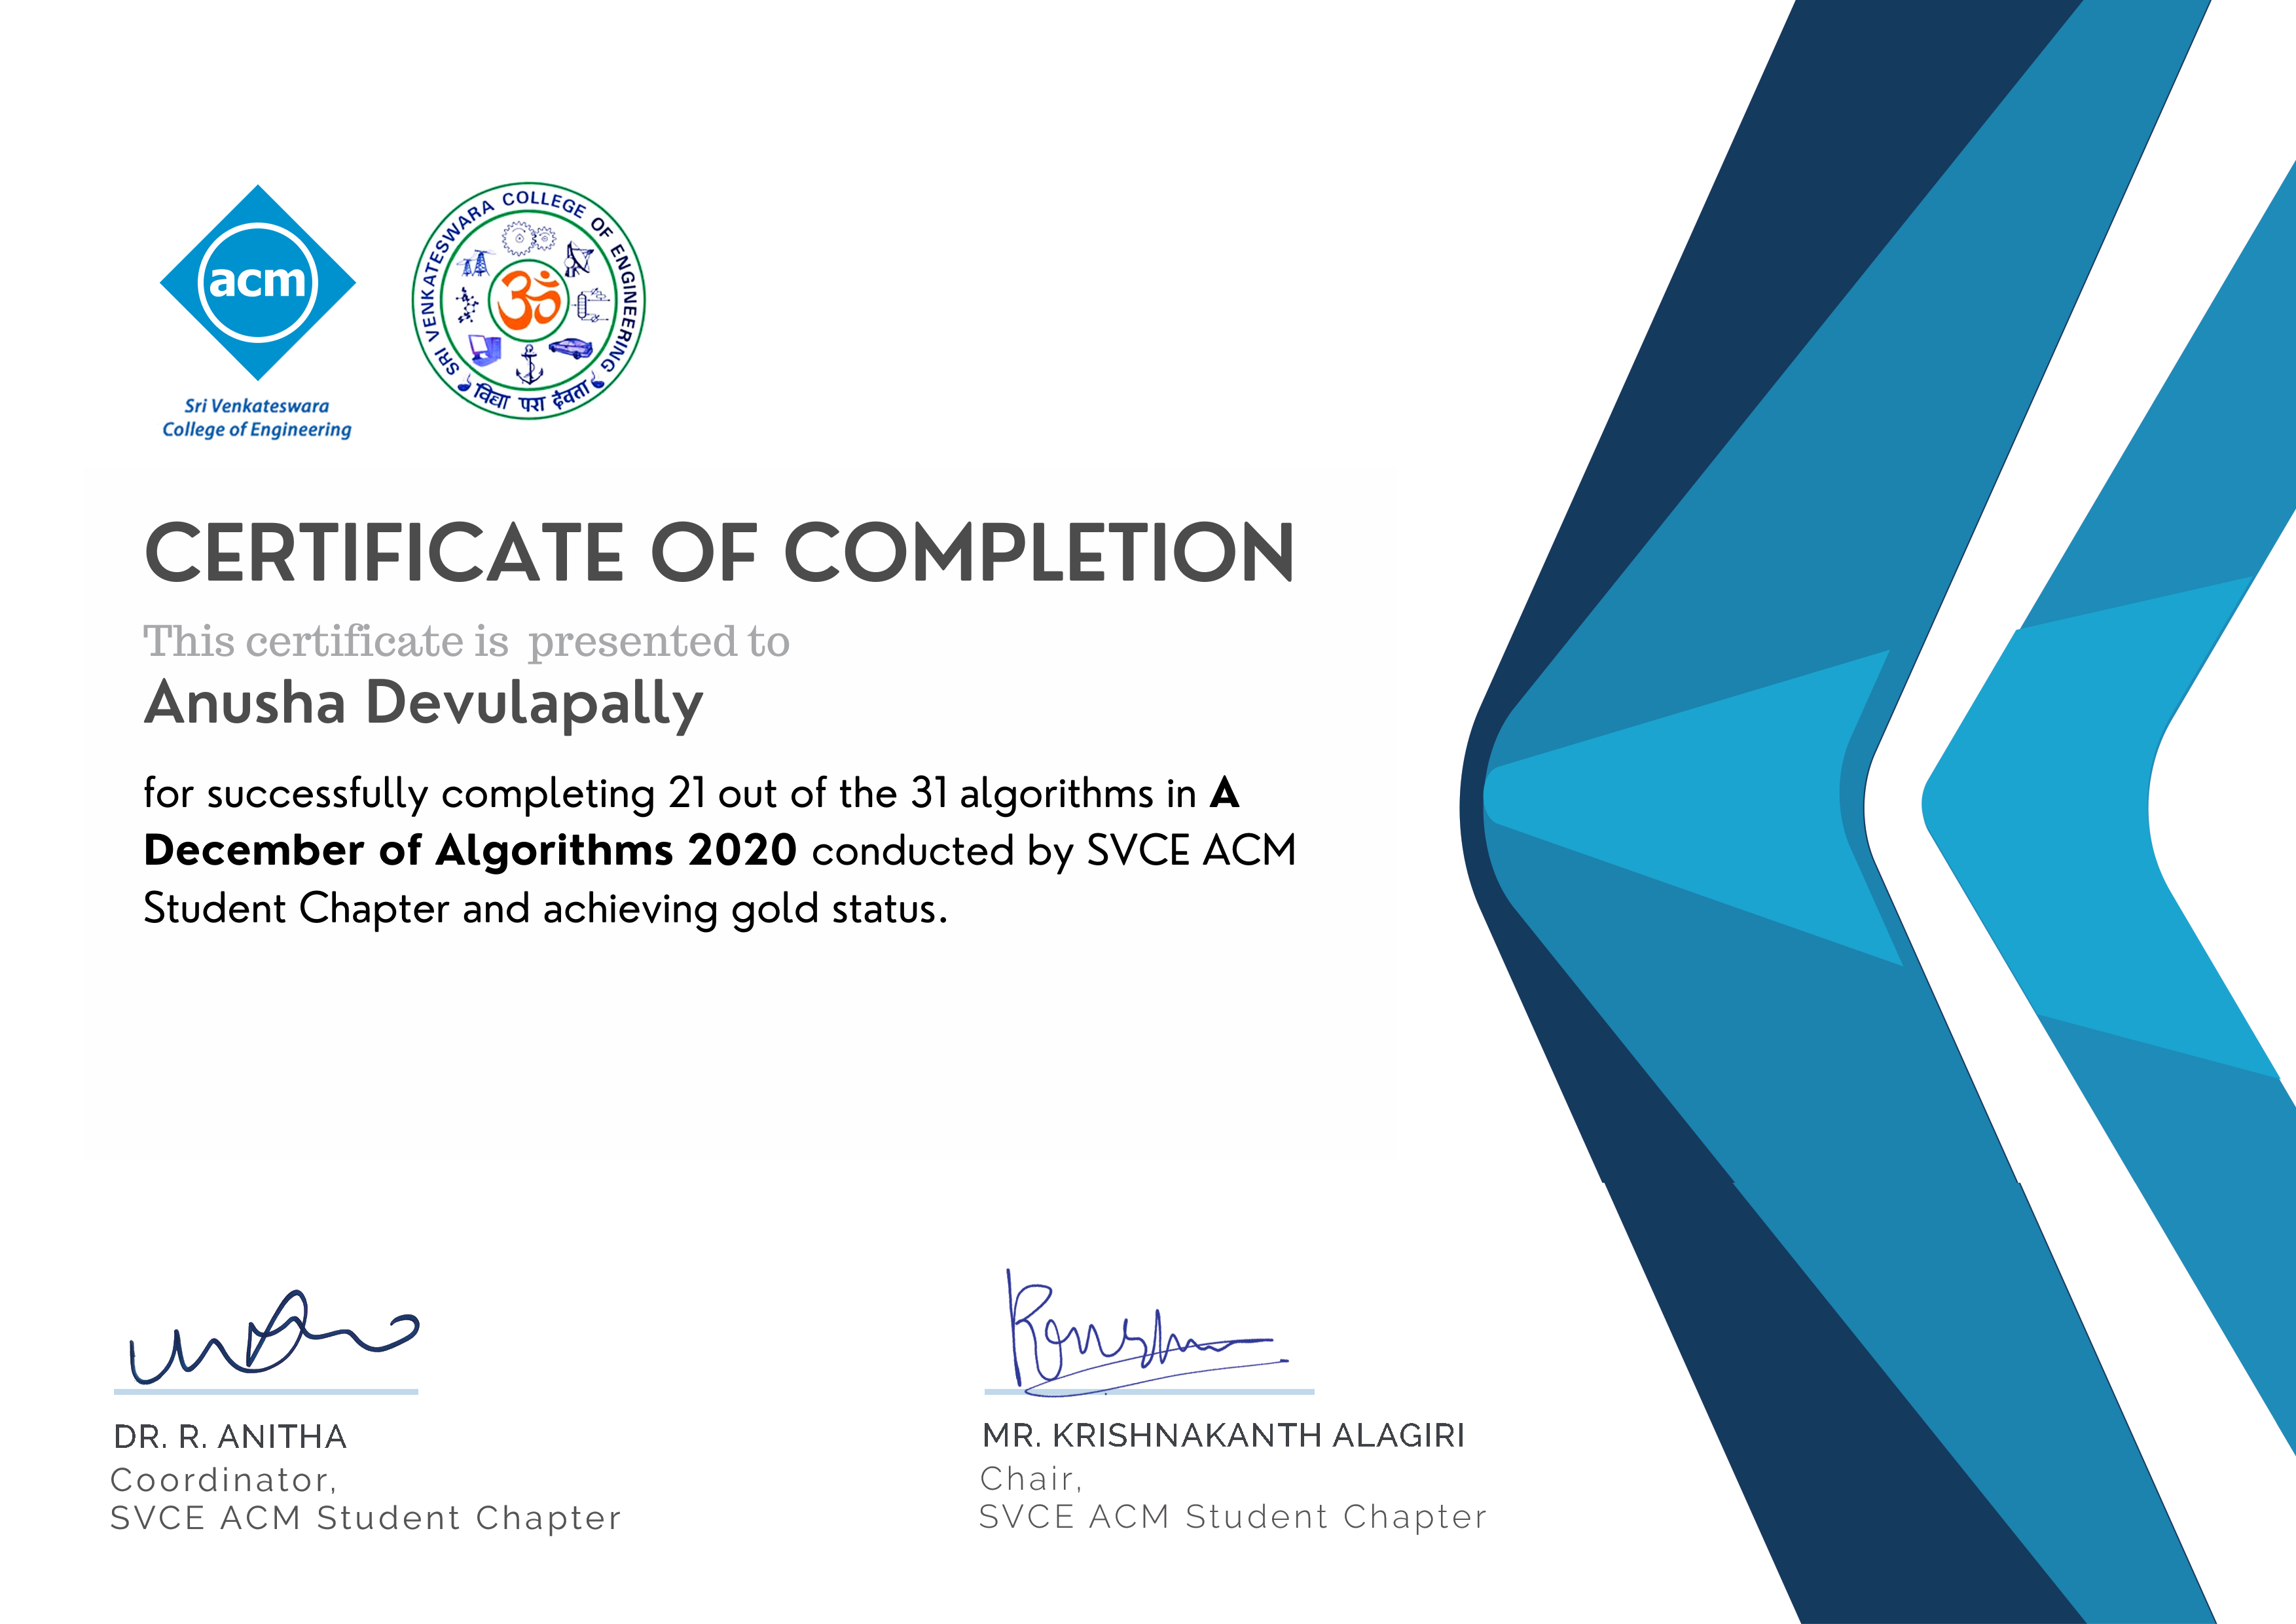 acm
Sri Venkateswara
College of Engineering
SRI VENKATESWARA COLLEGE OF ENGINEERING
ॐ
विद्या परा देवता
CERTIFICATE OF COMPLETION
This certificate is presented to
Anusha Devulapally
for successfully completing 21 out of the 31 algorithms in A
December of Algorithms 2020 conducted by SVCE ACM
Student Chapter and achieving gold status.
DR. R. ANITHA
Coordinator,
SVCE ACM Student Chapter
MR. KRISHNAKANTH ALAGIRI
Chair,
SVCE ACM Student Chapter